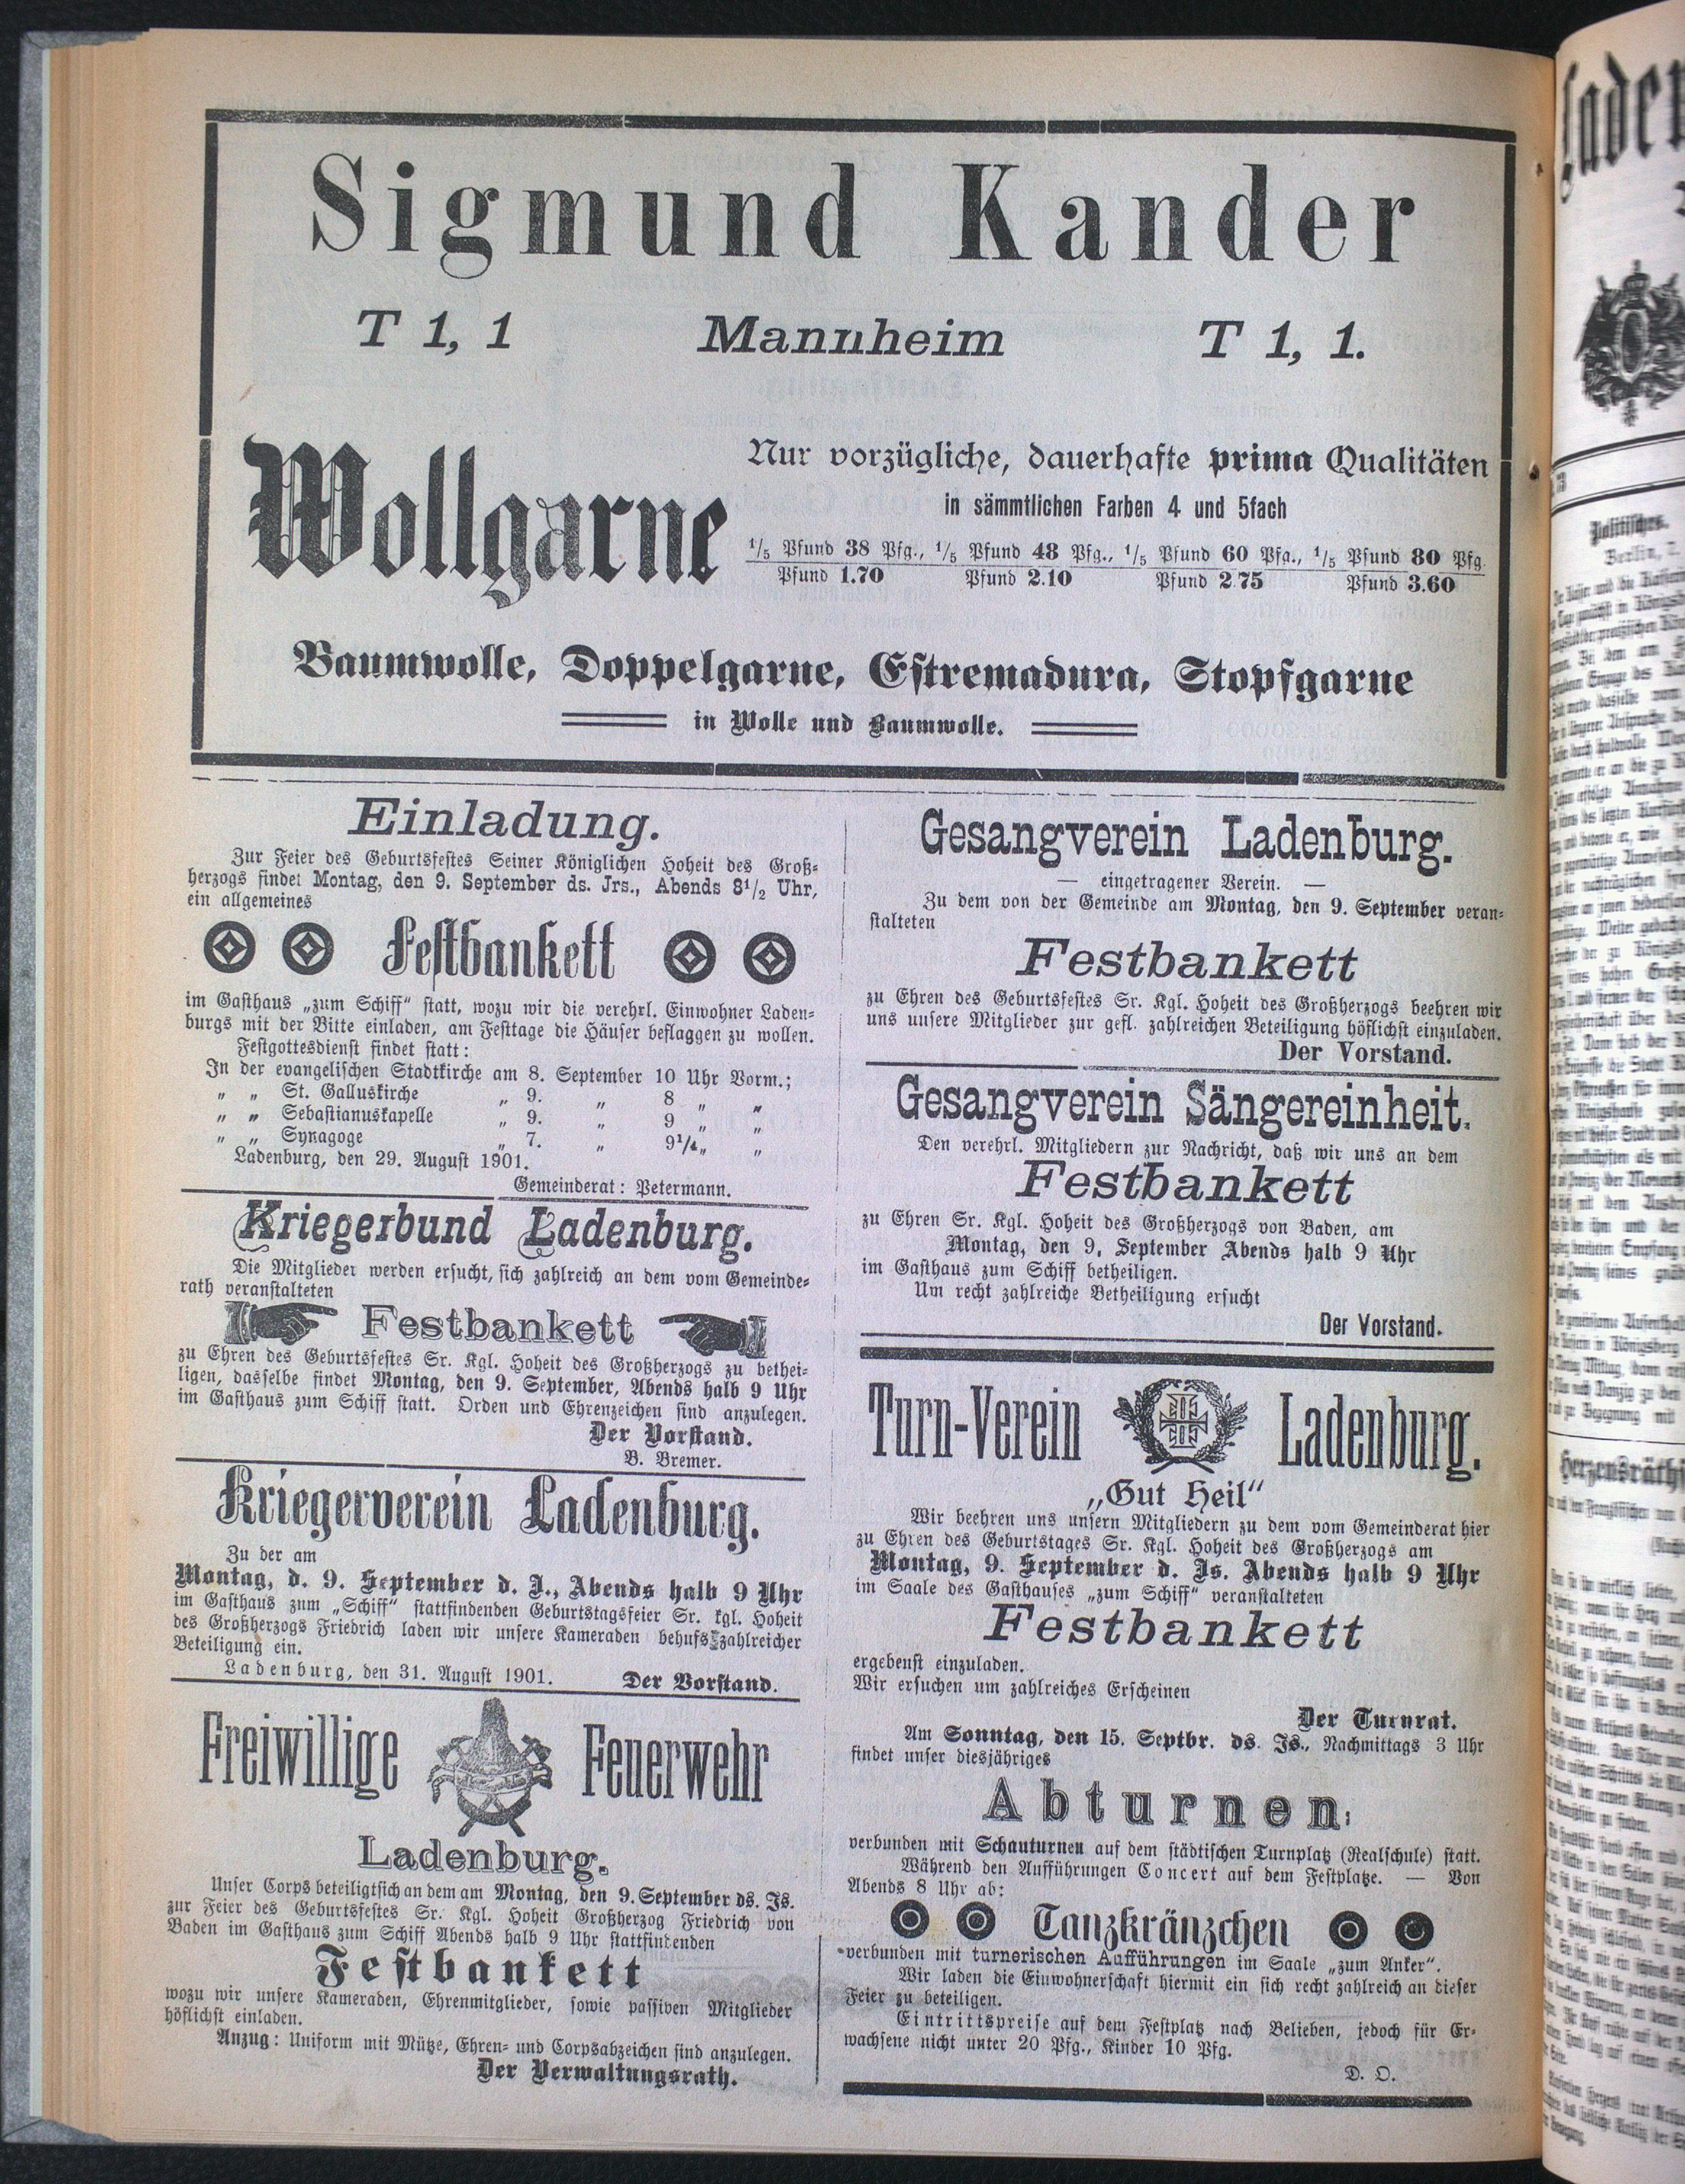 Sigmund Kander
T 1, 1 Mannheim T 1, 1.
Wollgarne
Nur vorzügliche, dauerhafte prima Qualitäten
in sämmtlichen Farben 4 und 5fach
1/5 Pfund 38 Pfg., 1/5 Pfund 48 Pfg., 1/5 Pfund 60 Pfg., 1/5 Pfund 80 Pfg.
Pfund 1.70 Pfund 2.10 Pfund 2.75 Pfund 3.60
Baumwolle, Doppelgarne, Estremadura, Stopfgarne
in Wolle und Baumwolle.
Einladung.
Zur Feier des Geburtsfestes Seiner Königlichen Hoheit des Groß-
herzogs findet Montag, den 9. September ds. Jrs., Abends 8 1/2 Uhr,
ein allgemeines
Festbankett
im Gasthaus „zum Schiff“ statt, wozu wir die verehrl. Einwohner Laden-
burgs mit der Bitte einladen, am Festtage die Häuser beflaggen zu wollen.
Festgottesdienst findet statt:
In der evangelischen Stadtkirche am 8. September 10 Uhr Vorm.;
„ „ St. Galluskirche „ 9. „ 8 „ „
„ „ Sebastianuskapelle „ 9. „ 9 „ „
„ „ Synagoge „ 7. „ 9 1/4 „ „
Ladenburg, den 29. August 1901.
Gemeinderat: Petermann.
Kriegerbund Ladenburg.
Die Mitglieder werden ersucht, sich zahlreich an dem vom Gemeinde-
rath veranstalteten
Festbankett
zu Ehren des Geburtsfestes Sr. Kgl. Hoheit des Großherzogs zu bethei-
ligen, dasselbe findet Montag, den 9. September, Abends halb 9 Uhr
im Gasthaus zum Schiff statt. Orden und Ehrenzeichen sind anzulegen.
Der Vorstand.
B. Bremer.
Kriegerverein Ladenburg.
Zu der am
Montag, d. 9. September d. J., Abends halb 9 Uhr
im Gasthaus zum „Schiff“ stattfindenden Geburtstagsfeier Sr. kgl. Hoheit
des Großherzogs Friedrich laden wir unsere Kameraden behufs zahlreicher
Beteiligung ein.
Ladenburg, den 31. August 1901. Der Vorstand.
Freiwillige Feuerwehr
Ladenburg.
Unser Corps beteiligt sich an dem am Montag, den 9. September ds. Js.
zur Feier des Geburtsfestes Sr. Kgl. Hoheit Großherzog Friedrich von
Baden im Gasthaus zum Schiff Abends halb 9 Uhr stattfindenden
Festbankett
wozu wir unsere Kameraden, Ehrenmitglieder, sowie passiven Mitglieder
höflichst einladen.
Anzug: Uniform mit Mütze, Ehren- und Corpsabzeichen sind anzulegen.
Der Verwaltungsrath.
Gesangverein Ladenburg.
— eingetragener Verein. —
Zu dem von der Gemeinde am Montag, den 9. September veran-
stalteten
Festbankett
zu Ehren des Geburtsfestes Sr. Kgl. Hoheit des Großherzogs beehren wir
uns unsere Mitglieder zur gefl. zahlreichen Beteiligung höflichst einzuladen.
Der Vorstand.
Gesangverein Sängereinheit.
Den verehrl. Mitgliedern zur Nachricht, daß wir uns an dem
Festbankett
zu Ehren Sr. Kgl. Hoheit des Großherzogs von Baden, am
Montag, den 9. September Abends halb 9 Uhr
im Gasthaus zum Schiff betheiligen.
Um recht zahlreiche Betheiligung ersucht
Der Vorstand.
Turn-Verein Ladenburg.
„Gut Heil“
Wir beehren uns unsern Mitgliedern zu dem vom Gemeinderat hier
zu Ehren des Geburtstages Sr. Kgl. Hoheit des Großherzogs am
Montag, 9. September d. Js. Abends halb 9 Uhr
im Saale des Gasthauses „zum Schiff“ veranstalteten
Festbankett
ergebenst einzuladen.
Wir ersuchen um zahlreiches Erscheinen
Der Turnrat.
Am Sonntag, den 15. Septbr. ds. Js., Nachmittags 3 Uhr
findet unser diesjähriges
Abturnen:
verbunden mit Schauturnen auf dem städtischen Turnplatz (Realschule) statt.
Während den Aufführungen Concert auf dem Festplatze. — Von
Abends 8 Uhr ab:
Tanzkränzchen
verbunden mit turnerischen Aufführungen im Saale „zum Anker“.
Wir laden die Einwohnerschaft hiermit ein sich recht zahlreich an dieser
Feier zu beteiligen.
Eintrittspreise auf dem Festplatz nach Belieben, jedoch für Er-
wachsene nicht unter 20 Pfg., Kinder 10 Pfg.
D. O.
Politisches.
Berlin,